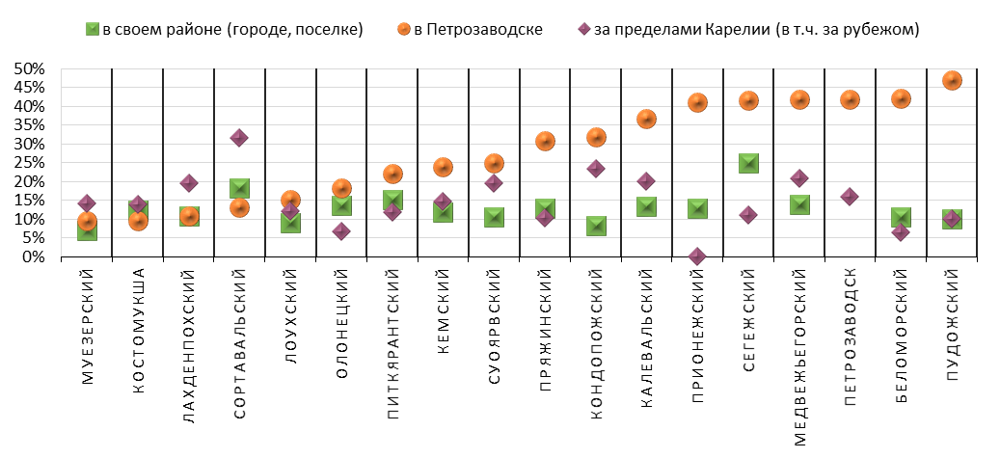 в своем районе (городе, поселке) в Петрозаводске за пределами Карелии (в т.ч. за рубежом)
50%
45%
40%
35%
30%
25%
20%
15%
10%
5%
0%
МУЕЗЕРСКИЙ
КОСТОМУКША
ЛАХДЕНПОХСКИЙ
СОРТАВАЛЬСКИЙ
ЛОУХСКИЙ
ОЛОНЕЦКИЙ
ПИТКЯРАНТСКИЙ
КЕМСКИЙ
СУОЯРВСКИЙ
ПРЯЖИНСКИЙ
КОНДОПОЖСКИЙ
КАЛЕВАЛЬСКИЙ
ПРИОНЕЖСКИЙ
СЕГЕЖСКИЙ
МЕДВЕЖЬЕГОРСКИЙ
ПЕТРОЗАВОДСК
БЕЛОМОРСКИЙ
ПУДОЖСКИЙ